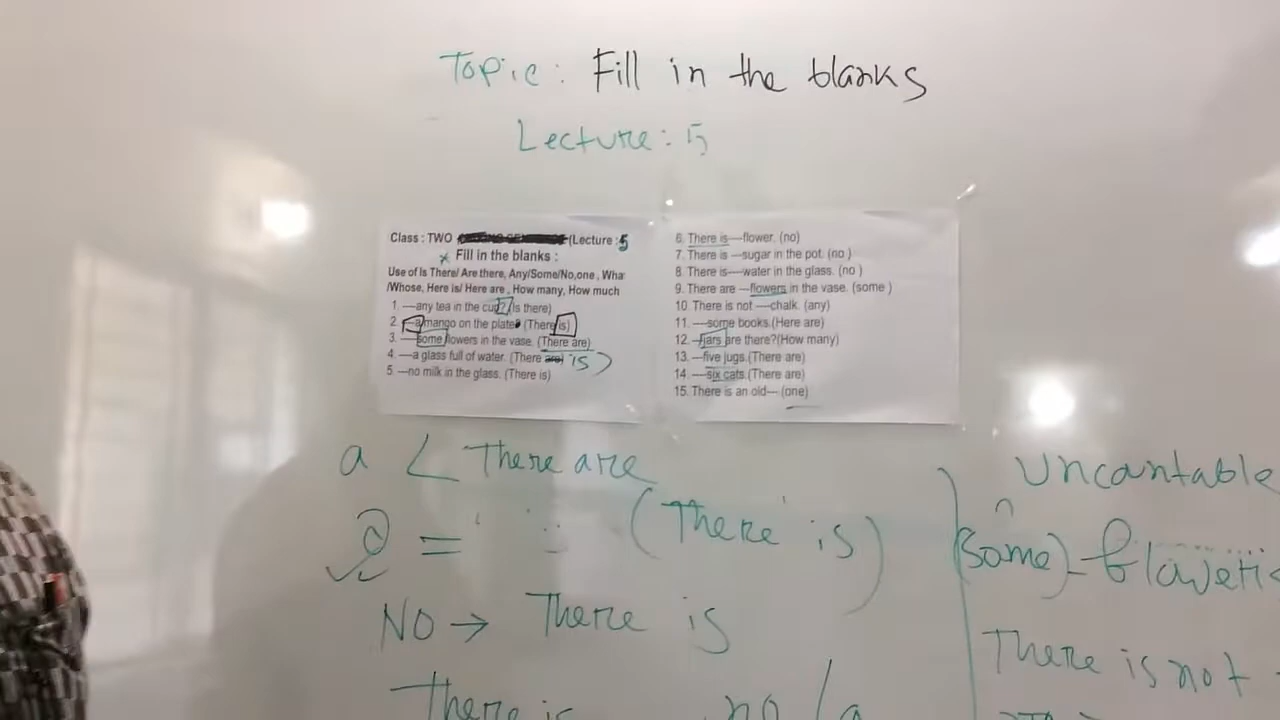 Topic: Fill in the blanks
Lecture: 5
Class : TWO (Lecture : 5
Fill in the blanks :
Use of Is There/ Are there, Any/Some/No,one , Wha
/Whose, Here is/ Here are , How many, How much
1. —any tea in the cup? (Is there)
2. —a mango on the plate (There is)
3. —some flowers in the vase. (There are)
4. —a glass full of water. (There are) is)
5. —no milk in the glass. (There is)
6. There is—flower. (no)
7. There is —sugar in the pot. (no )
8. There is—water in the glass. (no )
9. There are —flowers in the vase. (some )
10 There is not —chalk. (any)
11. —some books.(Here are)
12. —jars are there?(How many)
13. —five jugs.(There are)
14. —six cats.(There are)
15. There is an old— (one)
a < There are
= (There is)
NO → There is
There is no / a
Uncantable
(some)-
There is not